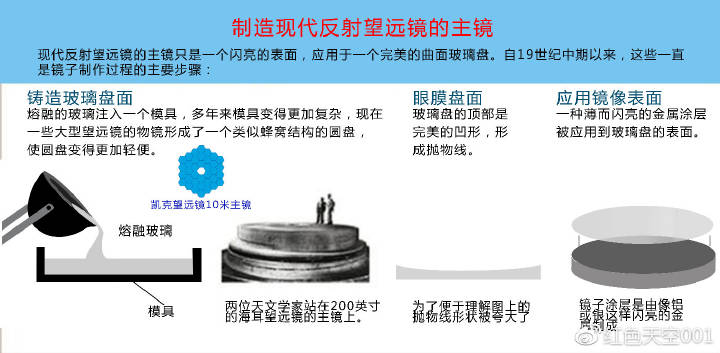 制造现代反射望远镜的主镜
现代反射望远镜的主镜只是一个闪亮的表面，应用于一个完美的曲面玻璃盘。自19世纪中期以来，这些一直
是镜子制作过程的主要步骤：
铸造玻璃盘面
熔融的玻璃注入一个模具，多年来模具变得更加复杂，现在
一些大型望远镜的物镜形成了一个类似蜂窝结构的圆盘，
使圆盘变得更加轻便。
凯克望远镜10米主镜
熔融玻璃
模具
两位天文学家站在200英寸
的海耳望远镜的主镜上。
眼膜盘面
玻璃盘的顶部是
完美的凹形，形
成抛物线。
为了便于理解图上的
抛物线形状被夸大了
应用镜像表面
一种薄而闪亮的金属涂层
被应用到玻璃盘的表面。
镜子涂层是由像铝
或银这样闪亮的金
属制成
红色天空001